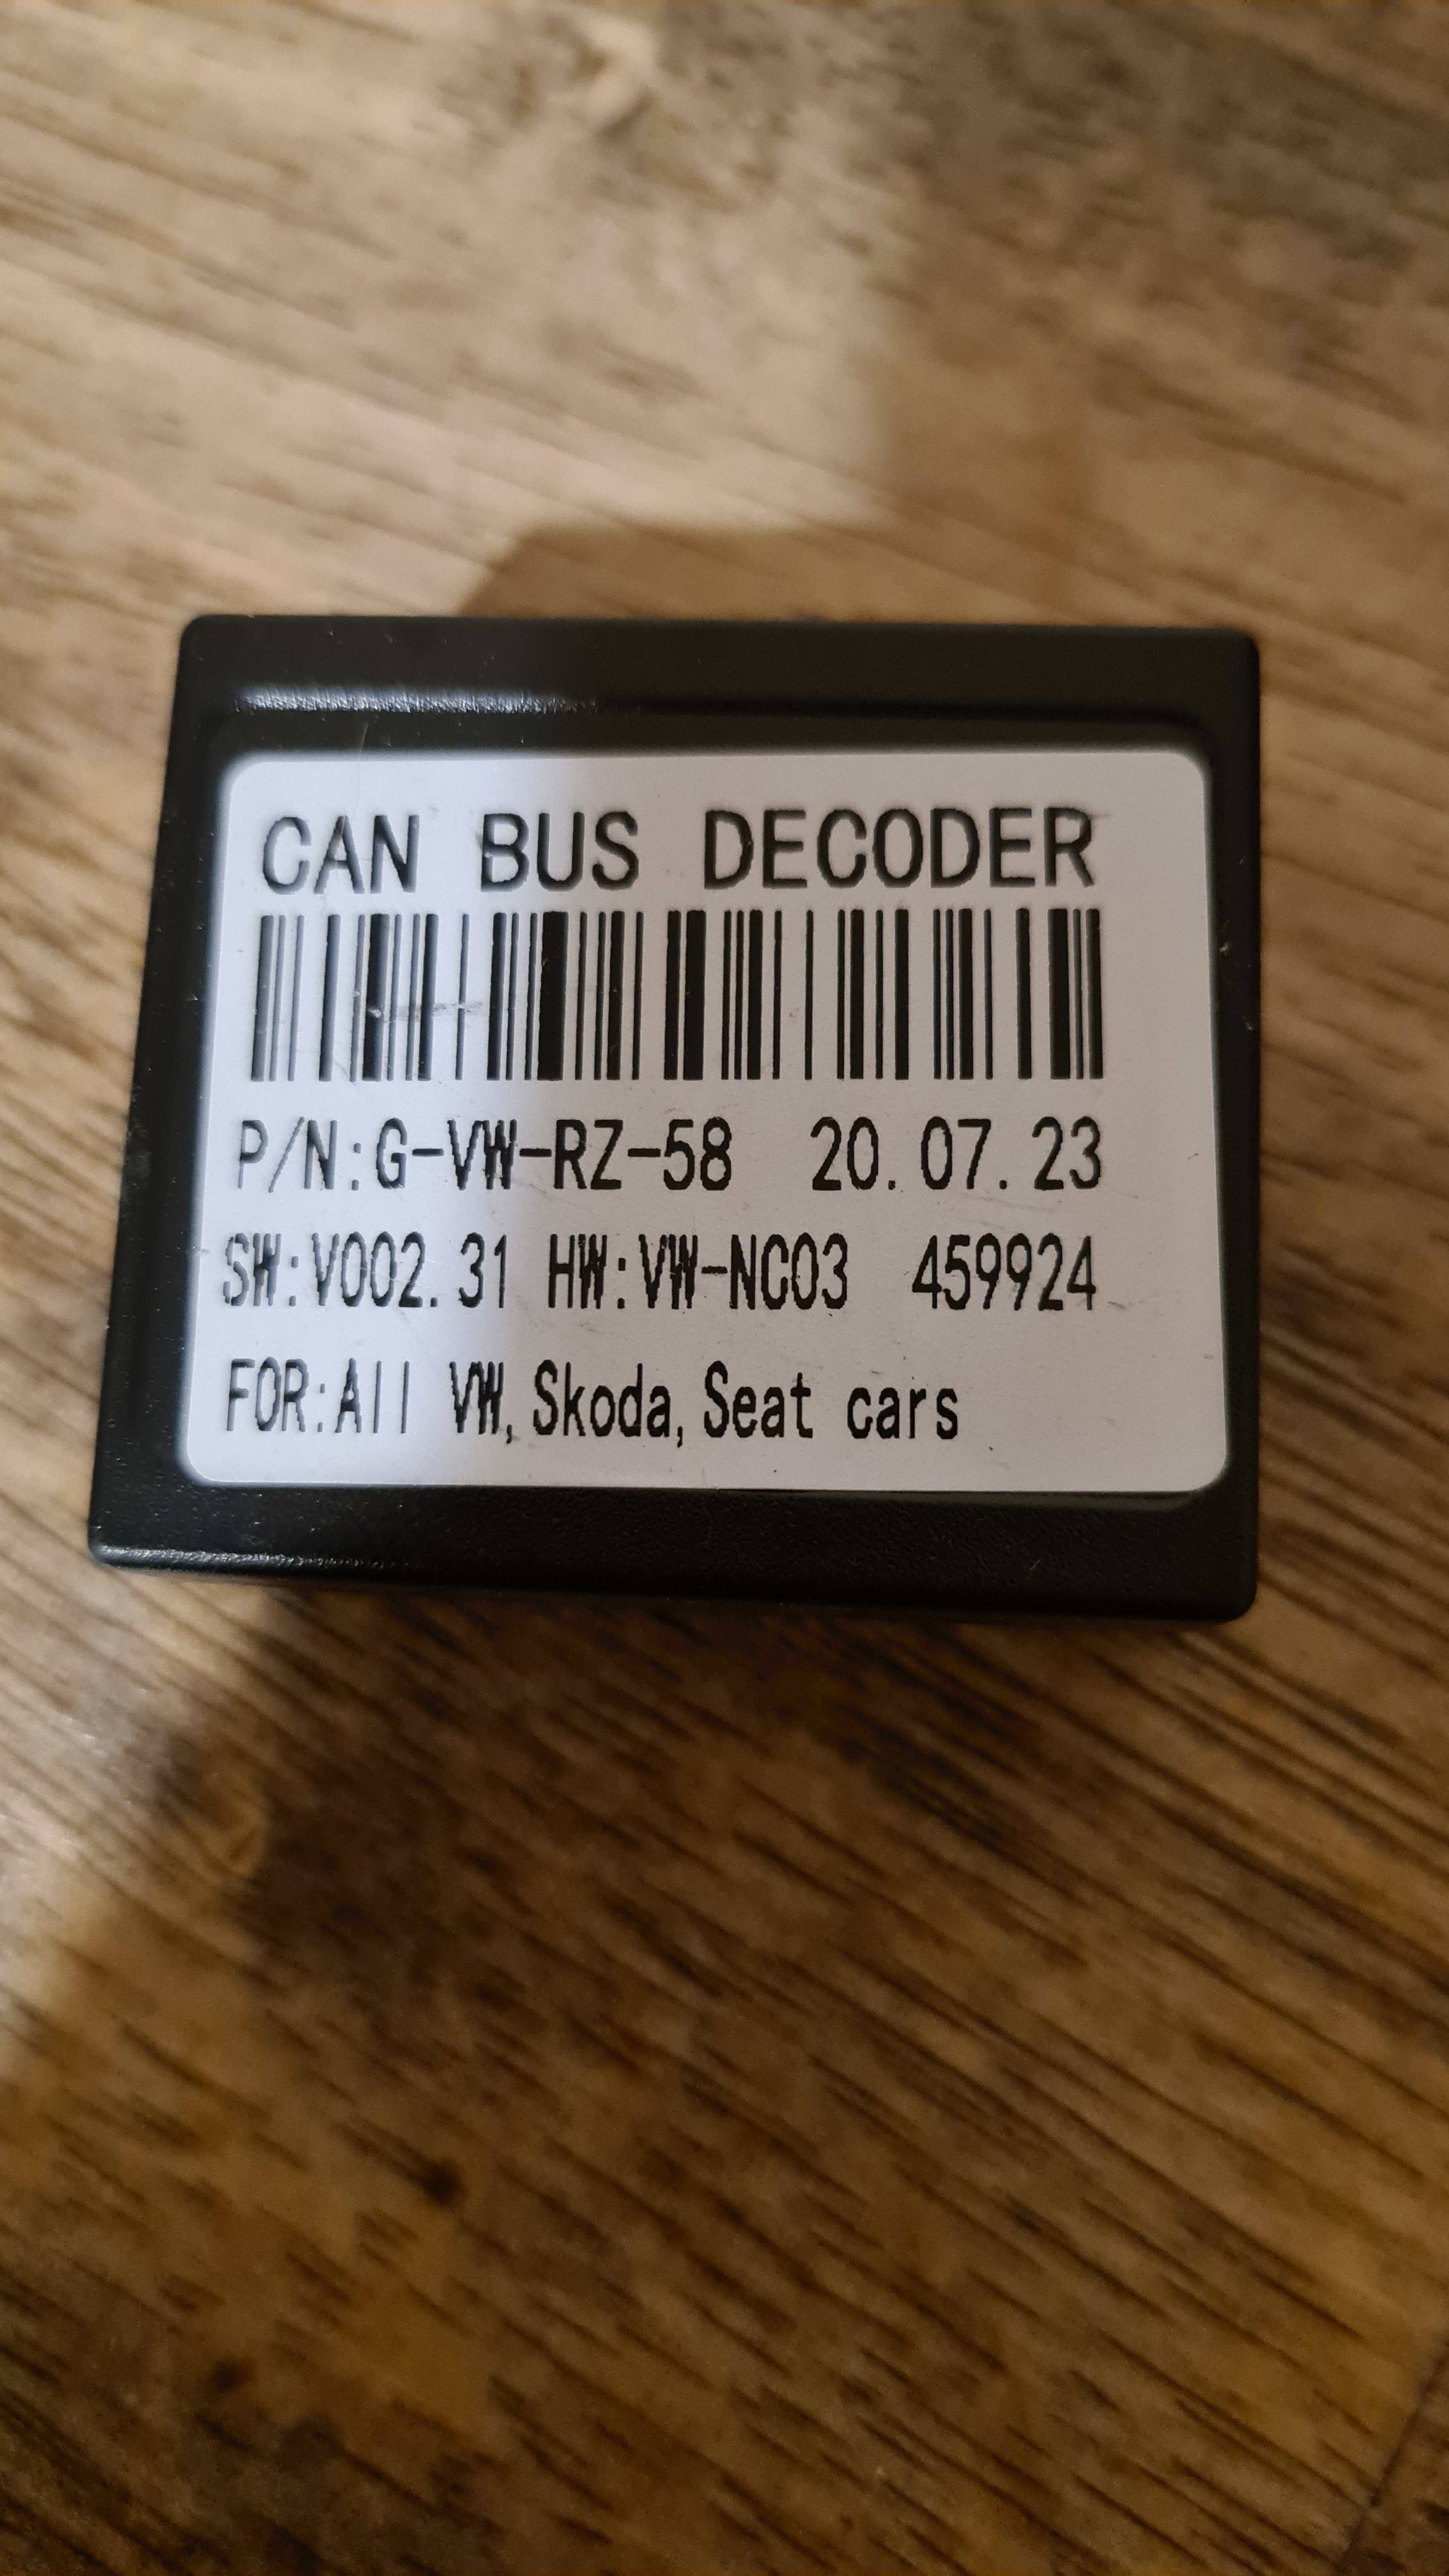 CAN BUS DECODER
P/N:G-VW-RZ-58 20.07.23
SW:V002.31 HW:VW-NC03 459924
FOR:All VW,Skoda,Seat cars